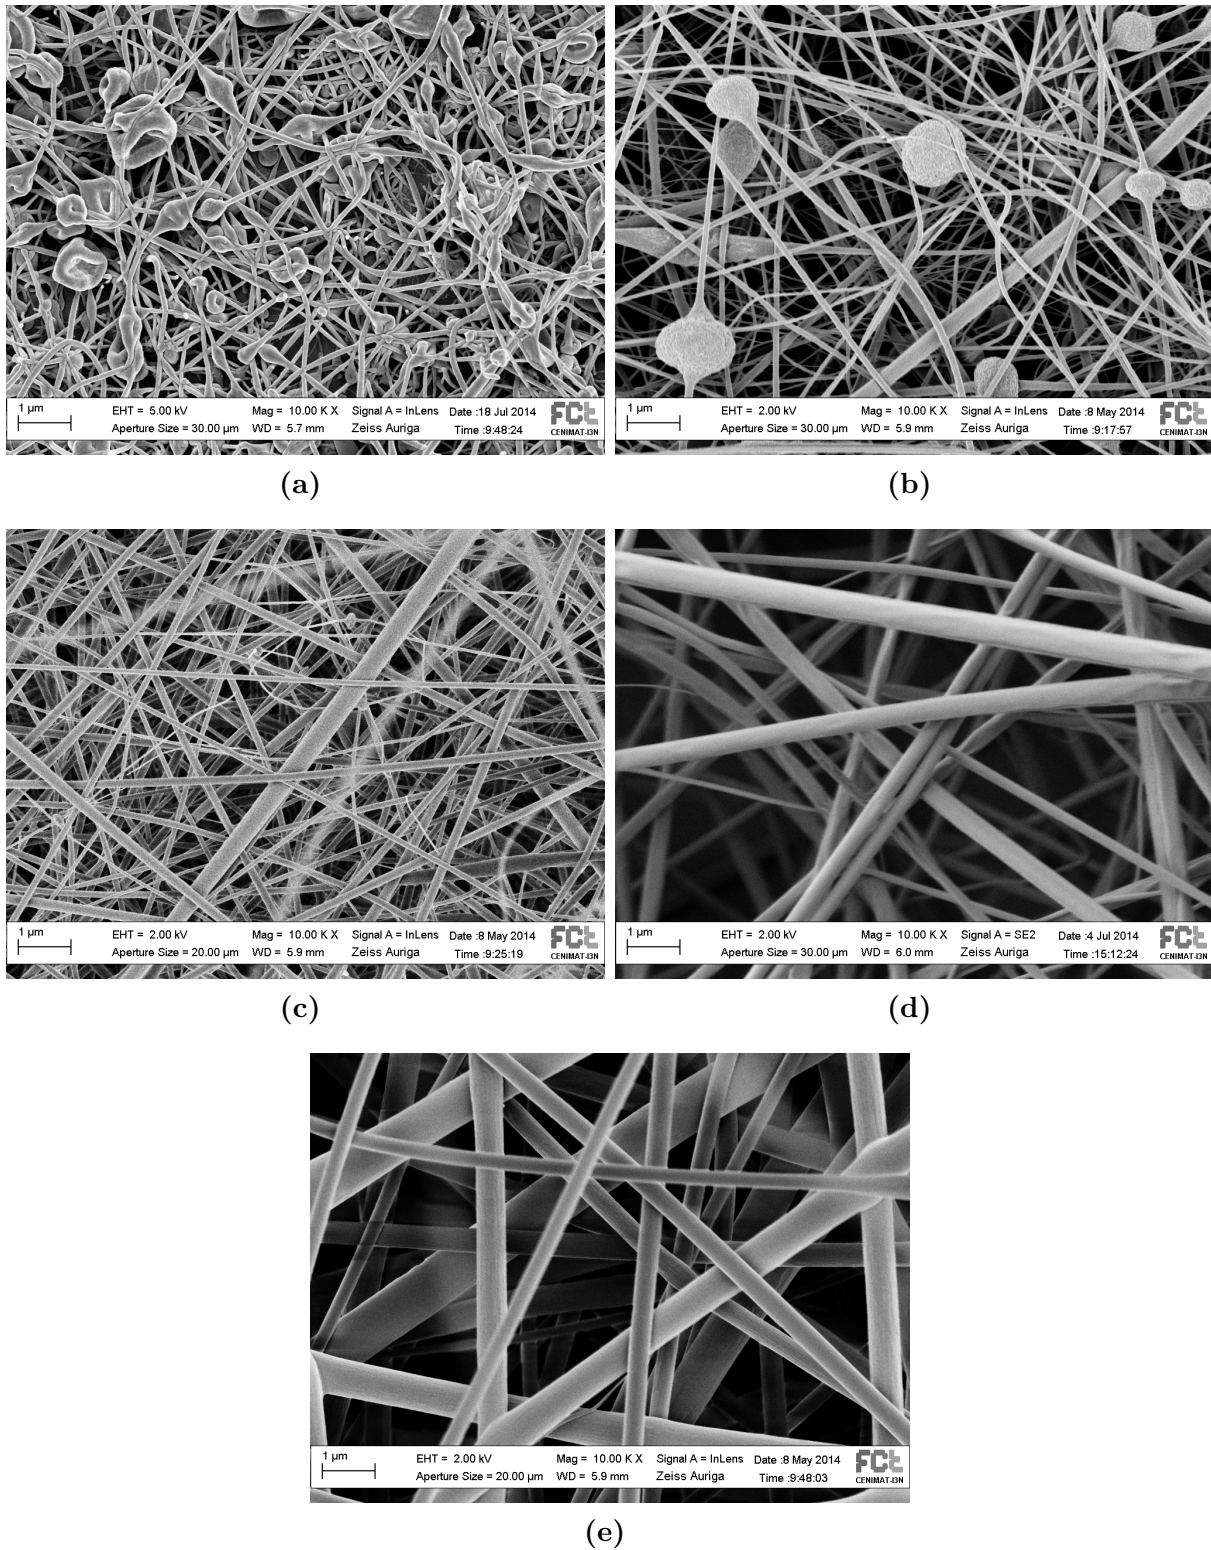 1 µm EHT = 5.00 kV Mag = 10.00 K X Signal A = InLens Date :18 Jul 2014 FCt
Aperture Size = 30.00 µm WD = 5.7 mm Zeiss Auriga Time :9:48:24 CENIMAT-I3N
1 µm EHT = 2.00 kV Mag = 10.00 K X Signal A = InLens Date :8 May 2014 FCt
Aperture Size = 30.00 µm WD = 5.9 mm Zeiss Auriga Time :9:17:57 CENIMAT-I3N
(a) (b)
1 µm EHT = 2.00 kV Mag = 10.00 K X Signal A = InLens Date :8 May 2014 FCt
Aperture Size = 20.00 µm WD = 5.9 mm Zeiss Auriga Time :9:25:19 CENIMAT-I3N
1 µm EHT = 2.00 kV Mag = 10.00 K X Signal A = SE2 Date :4 Jul 2014 FCt
Aperture Size = 30.00 µm WD = 6.0 mm Zeiss Auriga Time :15:12:24 CENIMAT-I3N
(c) (d)
1 µm EHT = 2.00 kV Mag = 10.00 K X Signal A = InLens Date :8 May 2014 FCt
Aperture Size = 20.00 µm WD = 5.9 mm Zeiss Auriga Time :9:48:03 CENIMAT-I3N
(e)